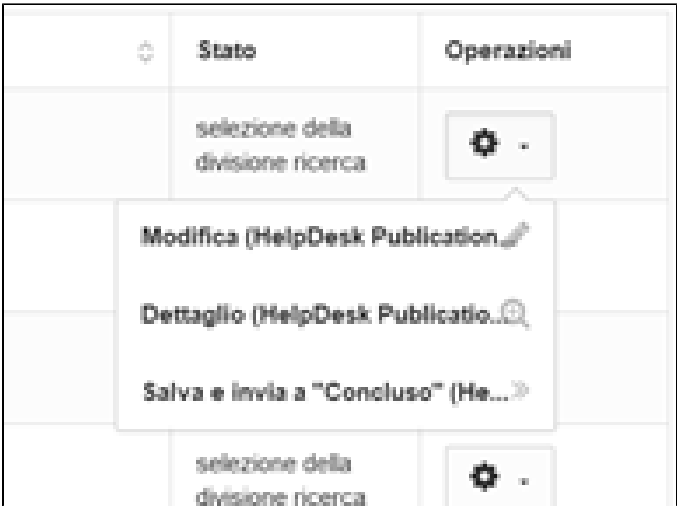 Stato Operazioni
selezione della
divisione ricerca
Modifica (HelpDesk Publication...
Dettaglio (HelpDesk Publicatio...
Salva e invia a "Concluso" (He...
selezione della
divisione ricerca